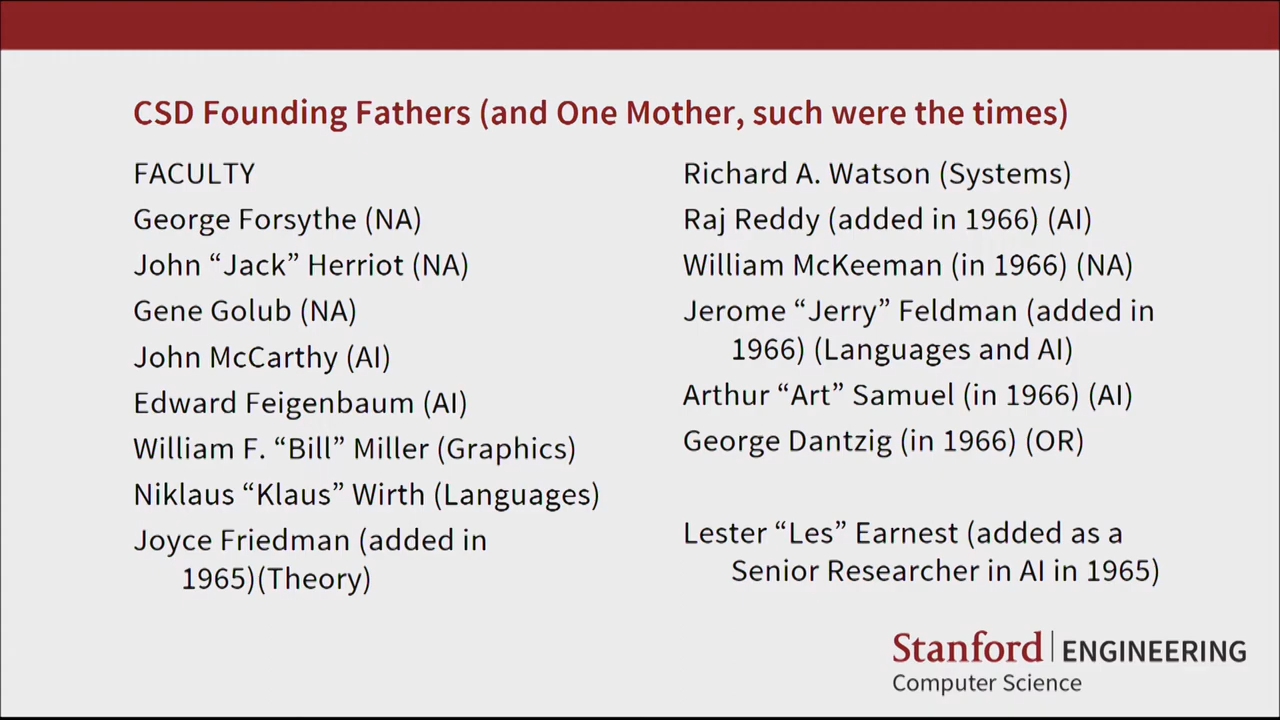 CSD Founding Fathers (and One Mother, such were the times)
FACULTY
George Forsythe (NA)
John “Jack” Herriot (NA)
Gene Golub (NA)
John McCarthy (AI)
Edward Feigenbaum (AI)
William F. “Bill” Miller (Graphics)
Niklaus “Klaus” Wirth (Languages)
Joyce Friedman (added in
1965)(Theory)
Richard A. Watson (Systems)
Raj Reddy (added in 1966) (AI)
William McKeeman (in 1966) (NA)
Jerome “Jerry” Feldman (added in
1966) (Languages and AI)
Arthur “Art” Samuel (in 1966) (AI)
George Dantzig (in 1966) (OR)
Lester “Les” Earnest (added as a
Senior Researcher in AI in 1965)
Stanford | ENGINEERING
Computer Science